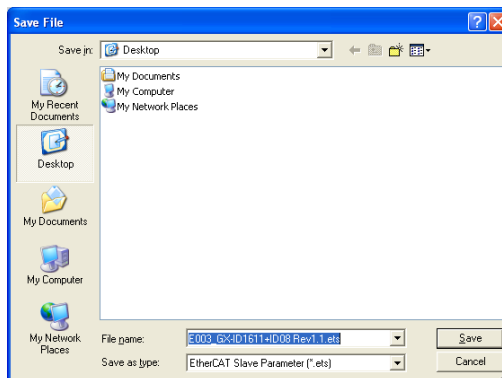 Save File
Save in:
Desktop
My Documents
My Computer
My Network Places
My Recent
Documents
Desktop
My Documents
My Computer
My Network
Places
File name:
E003_GX-ID1611+ID08 Rev1.1.ets
Save
Save as type:
EtherCAT Slave Parameter (*.ets)
Cancel